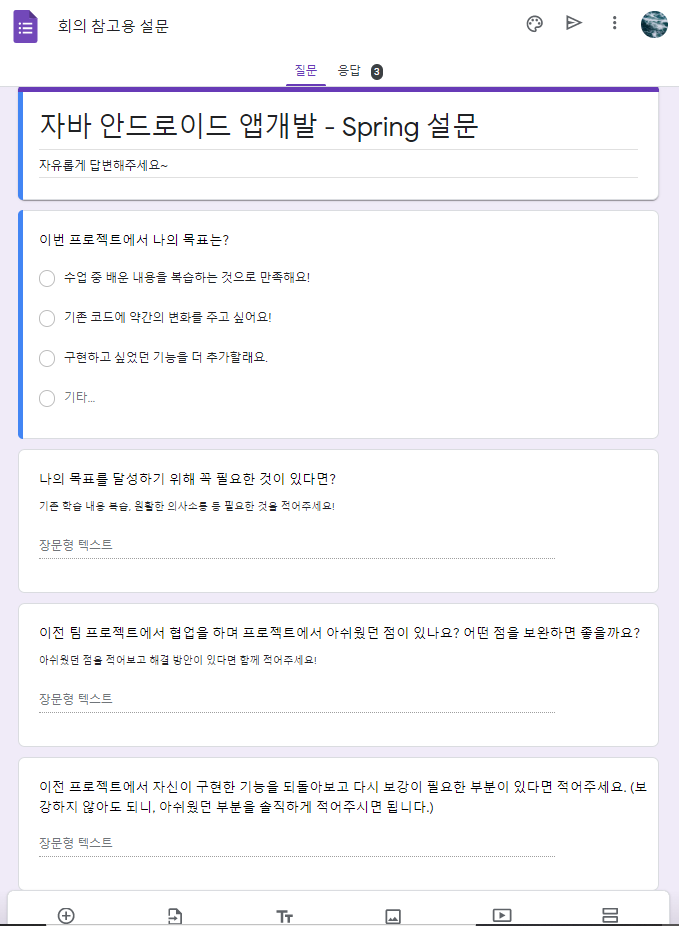 회의 참고용 설문
질문 응답 3
자바 안드로이드 앱개발 - Spring 설문
자유롭게 답변해주세요~
이번 프로젝트에서 나의 목표는?
수업 중 배운 내용을 복습하는 것으로 만족해요!
기존 코드에 약간의 변화를 주고 싶어요!
구현하고 싶었던 기능을 더 추가할래요.
기타...
나의 목표를 달성하기 위해 꼭 필요한 것이 있다면?
기존 학습 내용 복습, 원활한 의사소통 등 필요한 것을 적어주세요!
장문형 텍스트
이전 팀 프로젝트에서 협업을 하며 프로젝트에서 아쉬웠던 점이 있나요? 어떤 점을 보완하면 좋을까요?
아쉬웠던 점을 적어보고 해결 방안이 있다면 함께 적어주세요!
장문형 텍스트
이전 프로젝트에서 자신이 구현한 기능을 되돌아보고 다시 보강이 필요한 부분이 있다면 적어주세요. (보
강하지 않아도 되니, 아쉬웠던 부분을 솔직하게 적어주시면 됩니다.)
장문형 텍스트
Tт